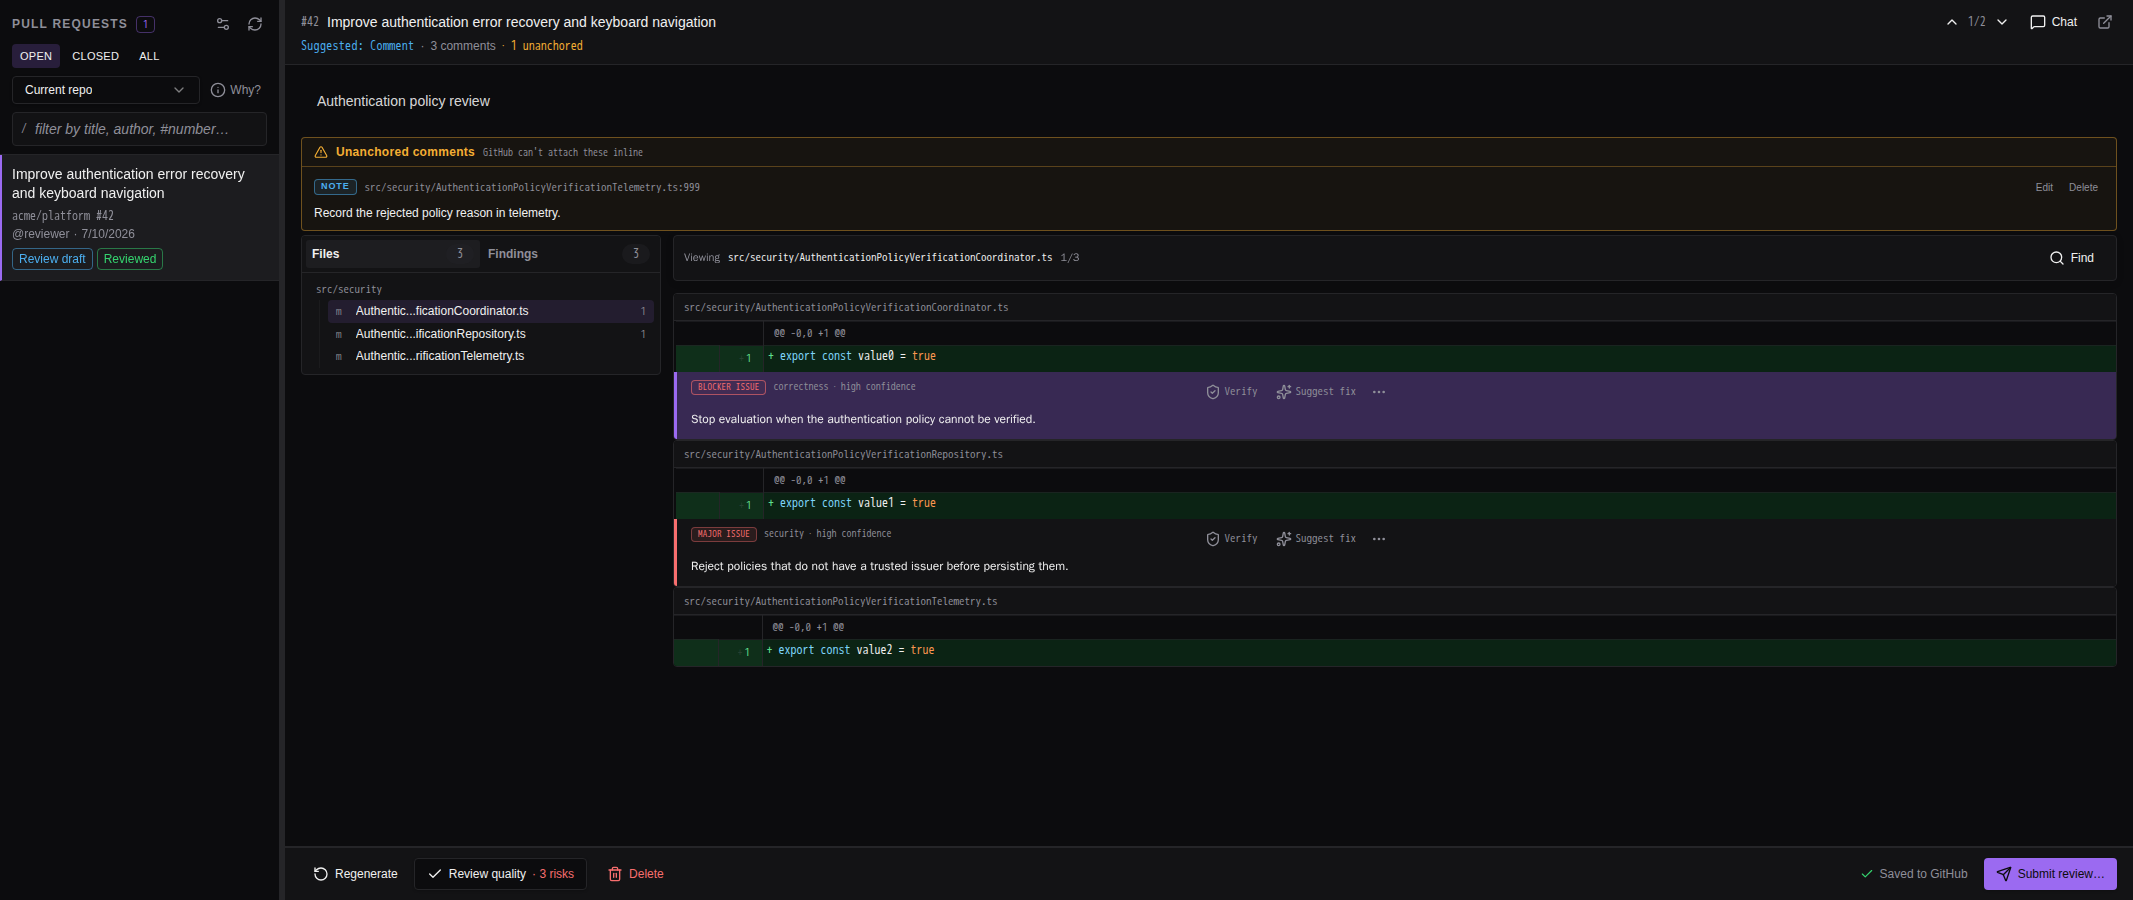 PULL REQUESTS 1
OPEN CLOSED ALL
Current repo Why?
/ filter by title, author, #number…
Improve authentication error recovery
and keyboard navigation
acme/platform #42
@reviewer · 7/10/2026
Review draft Reviewed
#42 Improve authentication error recovery and keyboard navigation
Suggested: Comment · 3 comments · 1 unanchored
1/2 Chat
Authentication policy review
Unanchored comments GitHub can't attach these inline
NOTE src/security/AuthenticationPolicyVerificationTelemetry.ts:999 Edit Delete
Record the rejected policy reason in telemetry.
Files 3 Findings 3
src/security
m Authentic...ficationCoordinator.ts 1
m Authentic...ificationRepository.ts 1
m Authentic...rificationTelemetry.ts
Viewing src/security/AuthenticationPolicyVerificationCoordinator.ts 1/3 Find
src/security/AuthenticationPolicyVerificationCoordinator.ts
@@ -0,0 +1 @@
1 + export const value0 = true
BLOCKER ISSUE correctness · high confidence Verify Suggest fix
Stop evaluation when the authentication policy cannot be verified.
src/security/AuthenticationPolicyVerificationRepository.ts
@@ -0,0 +1 @@
1 + export const value1 = true
MAJOR ISSUE security · high confidence Verify Suggest fix
Reject policies that do not have a trusted issuer before persisting them.
src/security/AuthenticationPolicyVerificationTelemetry.ts
@@ -0,0 +1 @@
1 + export const value2 = true
Regenerate Review quality · 3 risks Delete
Saved to GitHub Submit review…